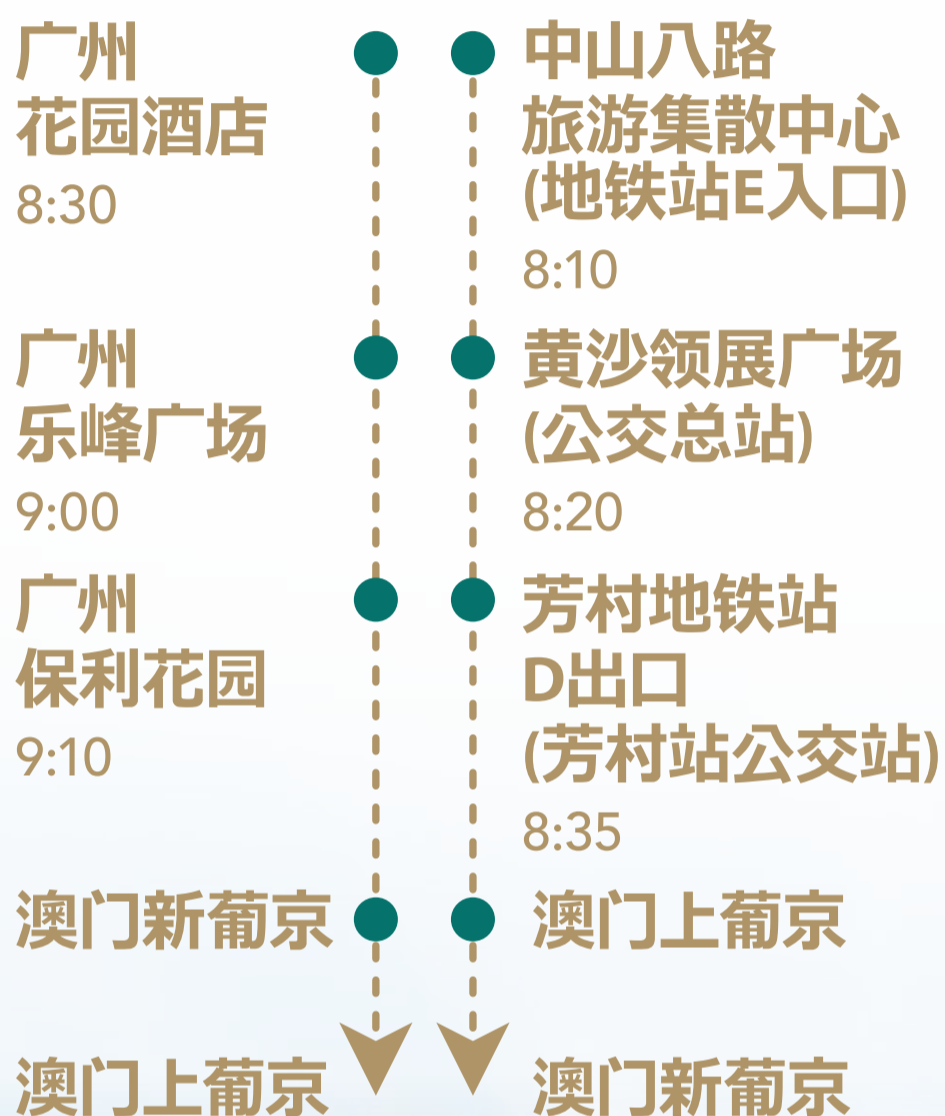 广州
花园酒店
8:30
广州
乐峰广场
9:00
广州
保利花园
9:10
澳门新葡京
澳门上葡京
中山八路
旅游集散中心
(地铁站E入口)
8:10
黄沙领展广场
(公交总站)
8:20
芳村地铁站
D出口
(芳村站公交站)
8:35
澳门上葡京
澳门新葡京